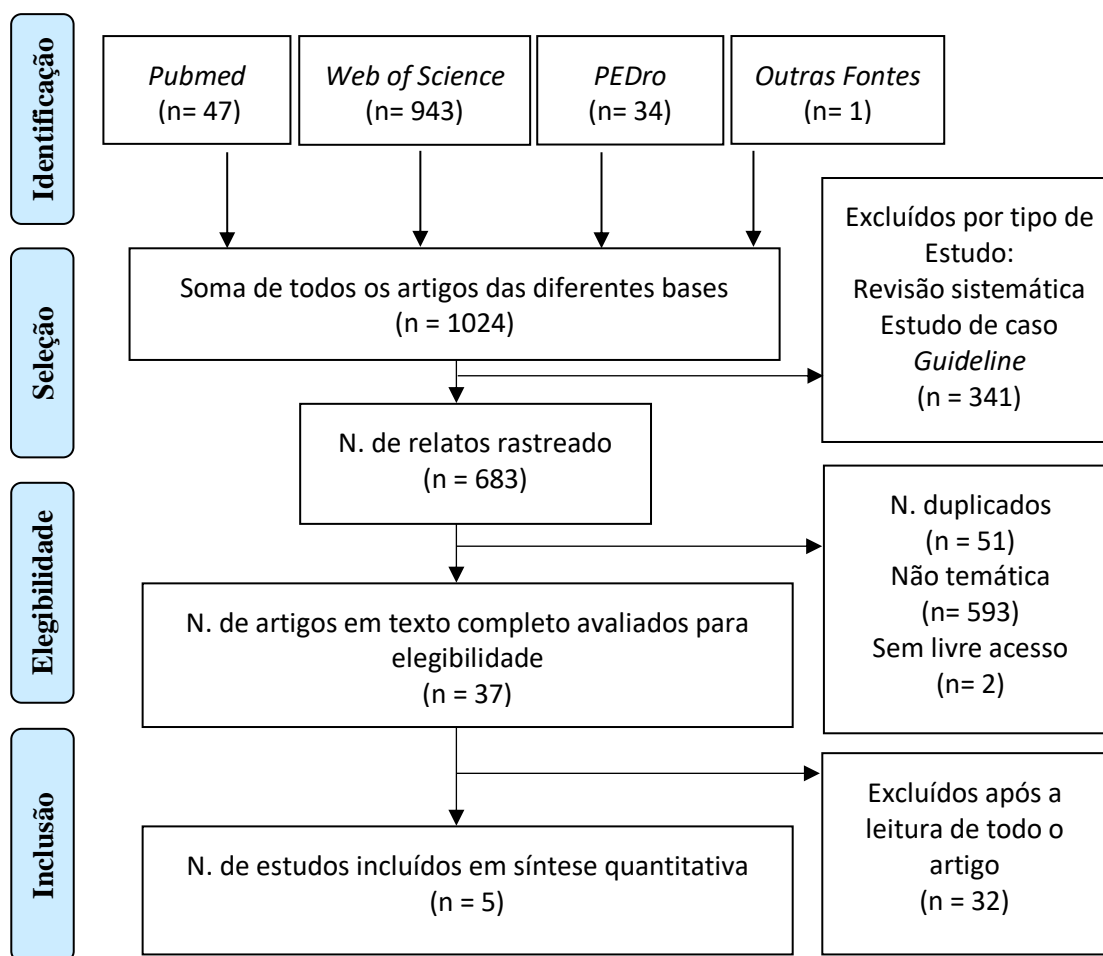 Identificação
Pubmed
(n= 47)
Web of Science
(n= 943)
PEDro
(n= 34)
Outras Fontes
(n= 1)
Seleção
Soma de todos os artigos das diferentes bases
(n = 1024)
Excluídos por tipo de
Estudo:
Revisão sistemática
Estudo de caso
Guideline
(n = 341)
N. de relatos rastreado
(n = 683)
Elegibilidade
N. duplicados
(n = 51)
Não temática
(n= 593)
Sem livre acesso
(n= 2)
N. de artigos em texto completo avaliados para
elegibilidade
(n = 37)
Inclusão
Excluídos após a
leitura de todo o
artigo
(n = 32)
N. de estudos incluídos em síntese quantitativa
(n = 5)